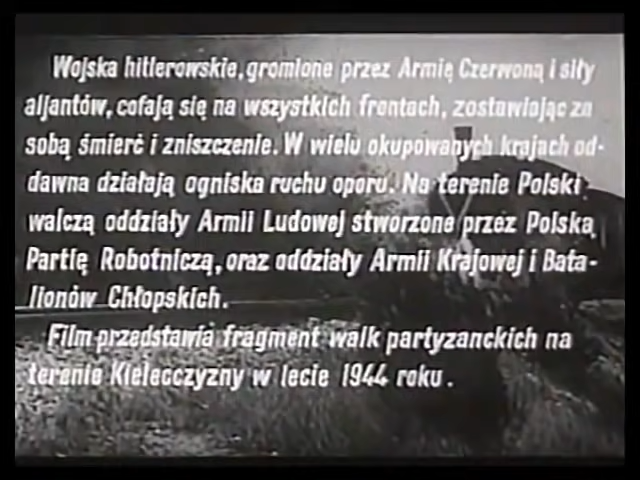 Wojska hitlerowskie, gromione przez Armię Czerwoną i siły
aljantów, cofają się na wszystkich frontach, zostawiając za
sobą śmierć i zniszczenie. W wielu okupowanych krajach od-
dawna działają ogniska ruchu oporu. Na terenie Polski
walczą oddziały Armii Ludowej stworzone przez Polską
Partię Robotniczą, oraz oddziały Armii Krajowej i Bata-
lionów Chłopskich.
Film przedstawia fragment walk partyzanckich na
terenie Kielecczyzny w lecie 1944 roku.